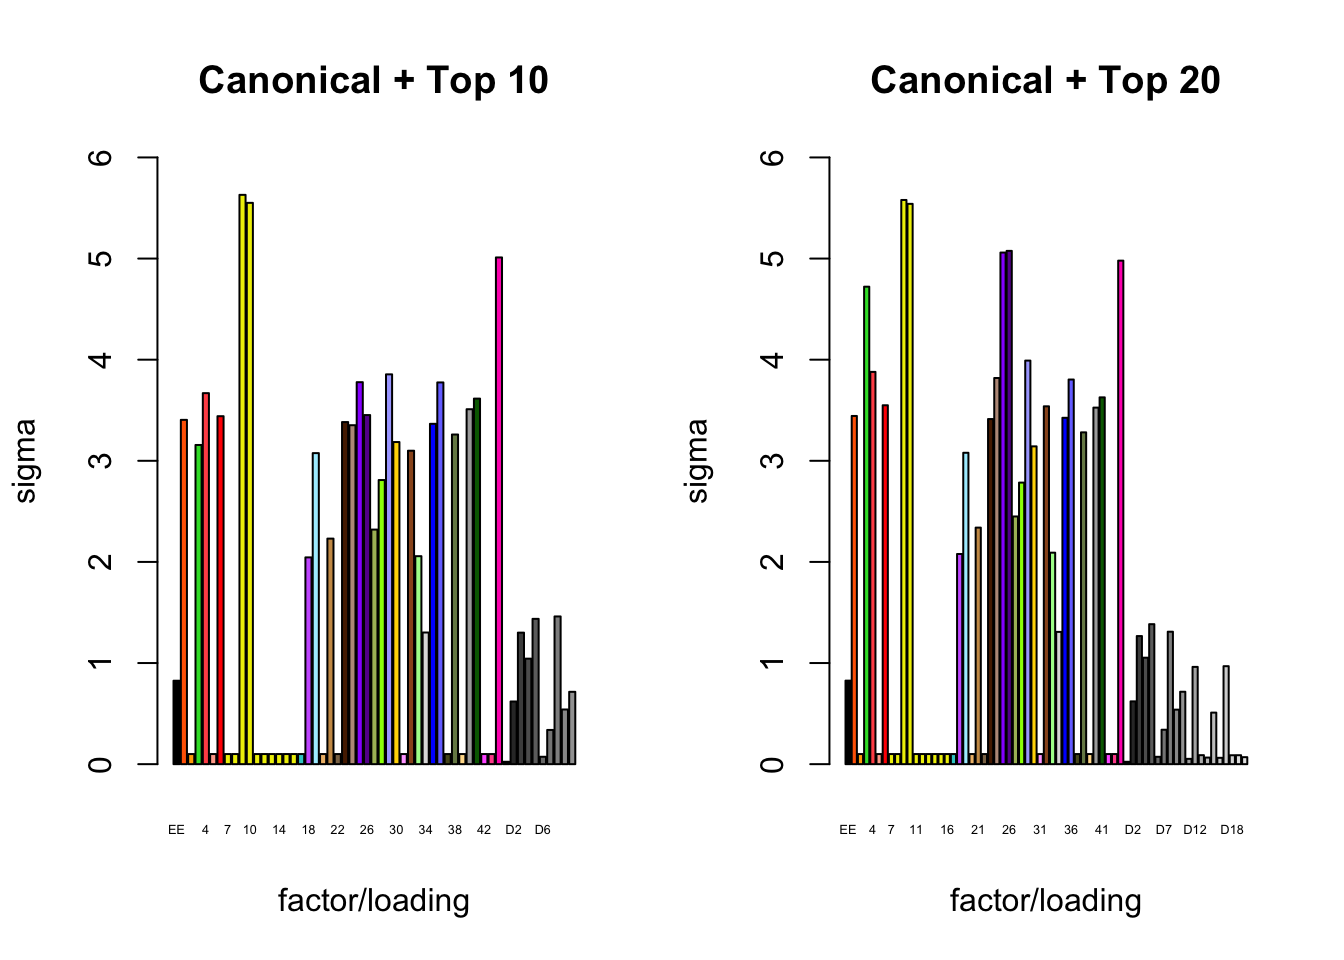 Canonical + Top 10
sigma
6
5
4
3
2
1
0
EE 4 7 10 14 18 22 26 30 34 38 42 D2 D6
factor/loading
Canonical + Top 20
sigma
6
5
4
3
2
1
0
EE 4 7 11 16 21 26 31 36 41 D2 D7 D12 D18
factor/loading